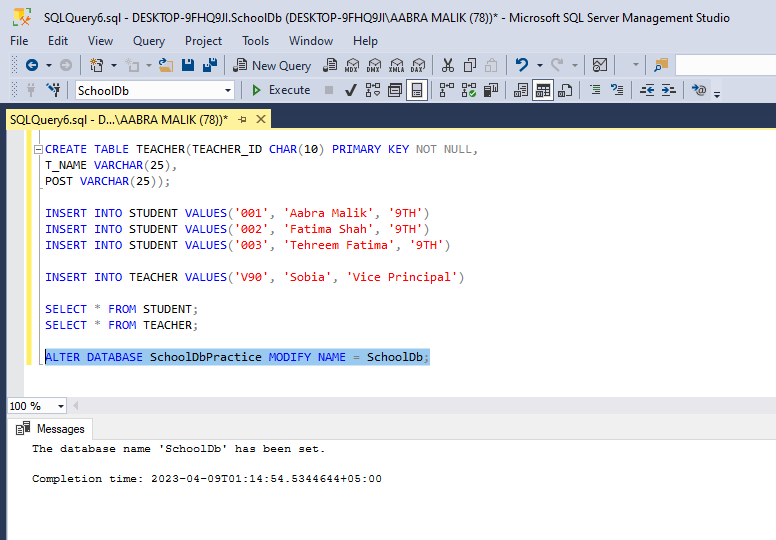 SQLQuery6.sql - DESKTOP-9FHQ9JI.SchoolDb (DESKTOP-9FHQ9JI\AABRA MALIK (78))* - Microsoft SQL Server Management Studio
File Edit View Query Project Tools Window Help
New Query MDX DMX XMLA DAX
SchoolDb Execute
SQLQuery6.sql - D...\AABRA MALIK (78))*
CREATE TABLE TEACHER(TEACHER_ID CHAR(10) PRIMARY KEY NOT NULL,
T_NAME VARCHAR(25),
POST VARCHAR(25));
INSERT INTO STUDENT VALUES('001', 'Aabra Malik', '9TH')
INSERT INTO STUDENT VALUES('002', 'Fatima Shah', '9TH')
INSERT INTO STUDENT VALUES('003', 'Tehreem Fatima', '9TH')
INSERT INTO TEACHER VALUES('V90', 'Sobia', 'Vice Principal')
SELECT * FROM STUDENT;
SELECT * FROM TEACHER;
ALTER DATABASE SchoolDbPractice MODIFY NAME = SchoolDb;
100 %
Messages
The database name 'SchoolDb' has been set.
Completion time: 2023-04-09T01:14:54.5344644+05:00